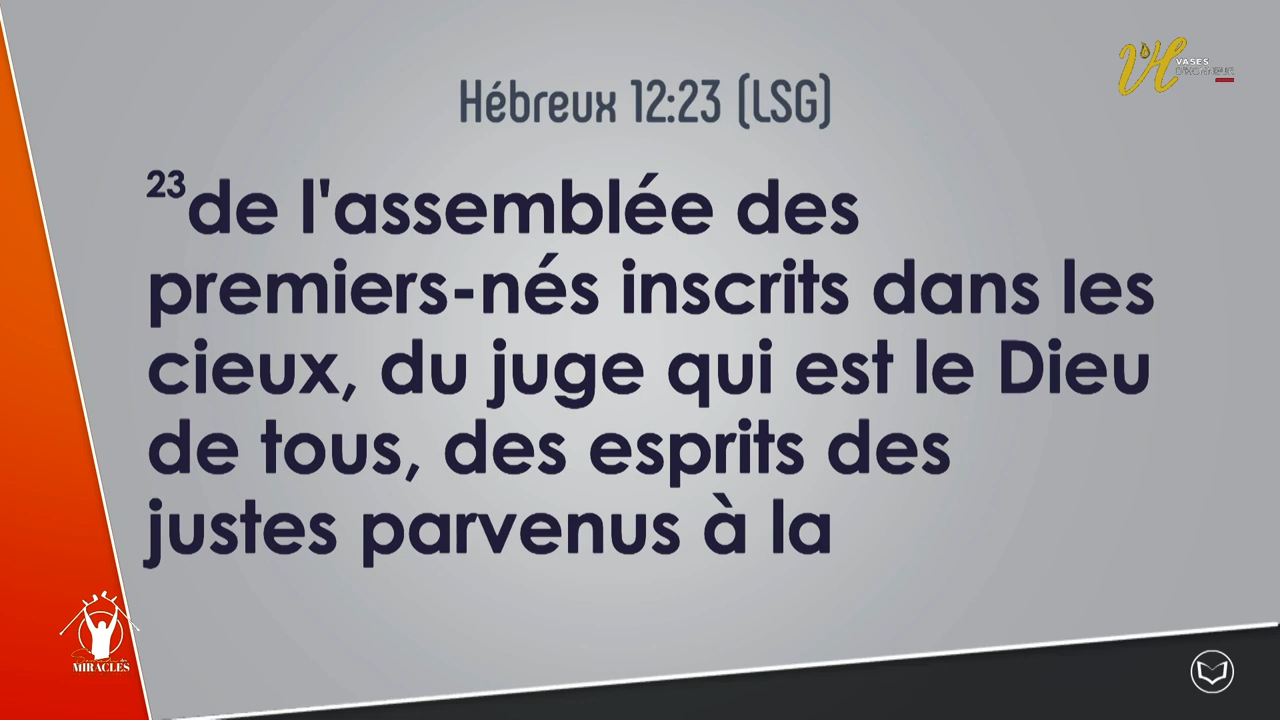 VASES
D'HONNEUR
Hébreux 12:23 (LSG)
23de l'assemblée des
premiers-nés inscrits dans les
cieux, du juge qui est le Dieu
de tous, des esprits des
justes parvenus à la
MIRACLES